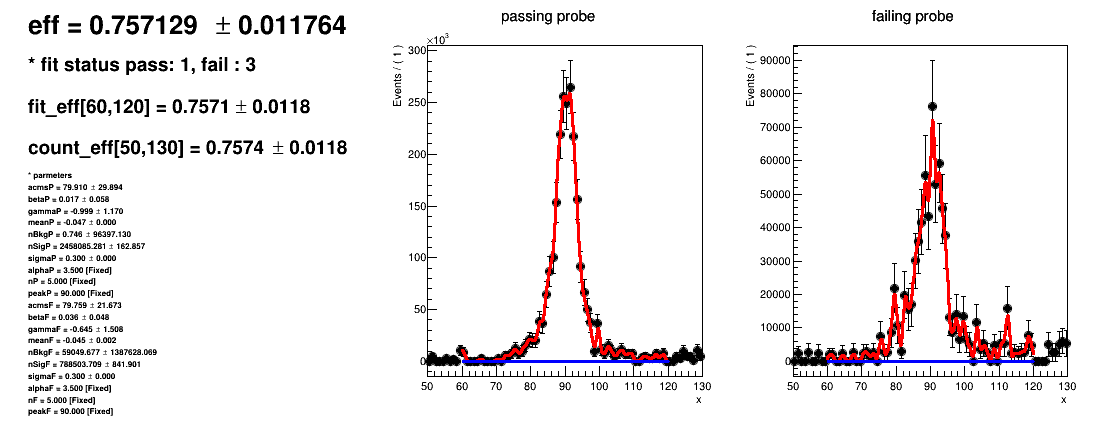 eff = 0.757129 ± 0.011764
* fit status pass: 1, fail : 3
fit_eff[60,120] = 0.7571 ± 0.0118
count_eff[50,130] = 0.7574 ± 0.0118
* parmeters
acmsP = 79.910 ± 29.894
betaP = 0.017 ± 0.058
gammaP = -0.999 ± 1.170
meanP = -0.047 ± 0.000
nBkgP = 0.746 ± 96397.130
nSigP = 2458085.281 ± 162.857
sigmaP = 0.300 ± 0.000
alphaP = 3.500 [Fixed]
nP = 5.000 [Fixed]
peakP = 90.000 [Fixed]
acmsF = 79.759 ± 21.673
betaF = 0.036 ± 0.048
gammaF = -0.645 ± 1.508
meanF = -0.045 ± 0.002
nBkgF = 59049.677 ± 1387628.069
nSigF = 788503.709 ± 841.901
sigmaF = 0.300 ± 0.000
alphaF = 3.500 [Fixed]
nF = 5.000 [Fixed]
peakF = 90.000 [Fixed]
passing probe
×10³
Events / ( 1 )
300
250
200
150
100
50
0
50 60 70 80 90 100 110 120 130
x
failing probe
Events / ( 1 )
90000
80000
70000
60000
50000
40000
30000
20000
10000
0
50 60 70 80 90 100 110 120 130
x